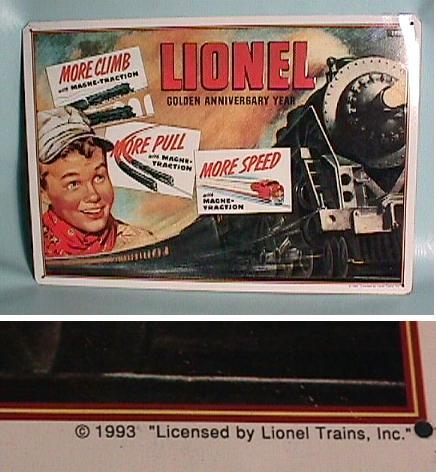 LIONEL
GOLDEN ANNIVERSARY YEAR
MORE CLIMB
with MAGNE-TRACTION
MORE PULL
with MAGNE-
TRACTION
MORE SPEED
with
MAGNE-
TRACTION
© 1993 "Licensed by Lionel Trains, Inc."